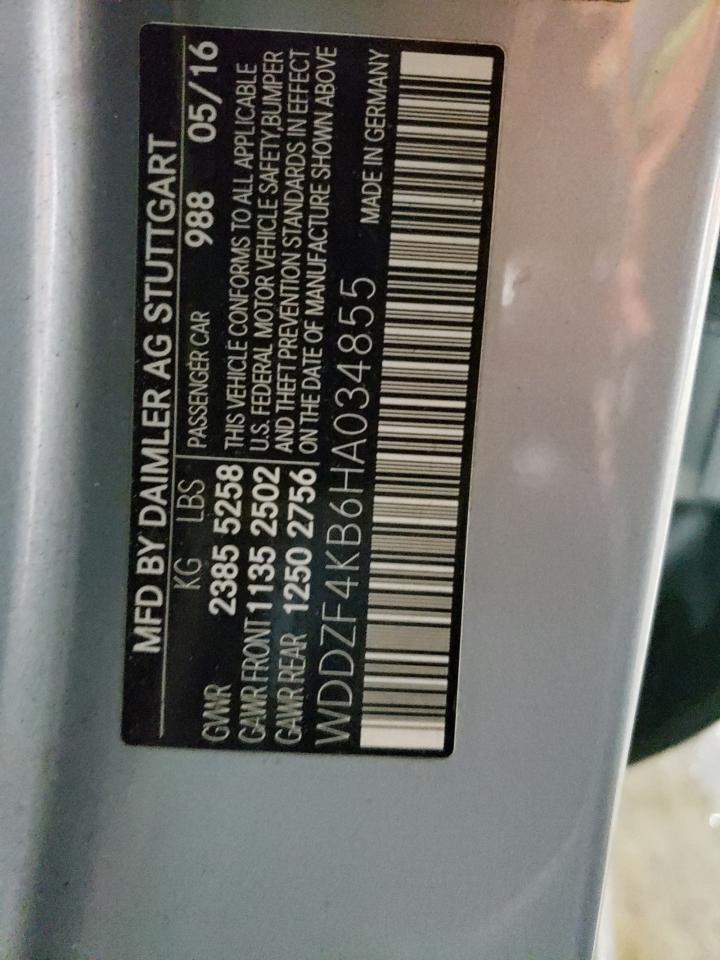 MFD BY DAIMLER AG STUTTGART
KG LBS PASSENGER CAR 988 05/16
GVWR 2385 5258
GAWR FRONT 1135 2502
GAWR REAR 1250 2756
THIS VEHICLE CONFORMS TO ALL APPLICABLE
U.S. FEDERAL MOTOR VEHICLE SAFETY, BUMPER
AND THEFT PREVENTION STANDARDS IN EFFECT
ON THE DATE OF MANUFACTURE SHOWN ABOVE
WDDZF4KB6HA034855 MADE IN GERMANY